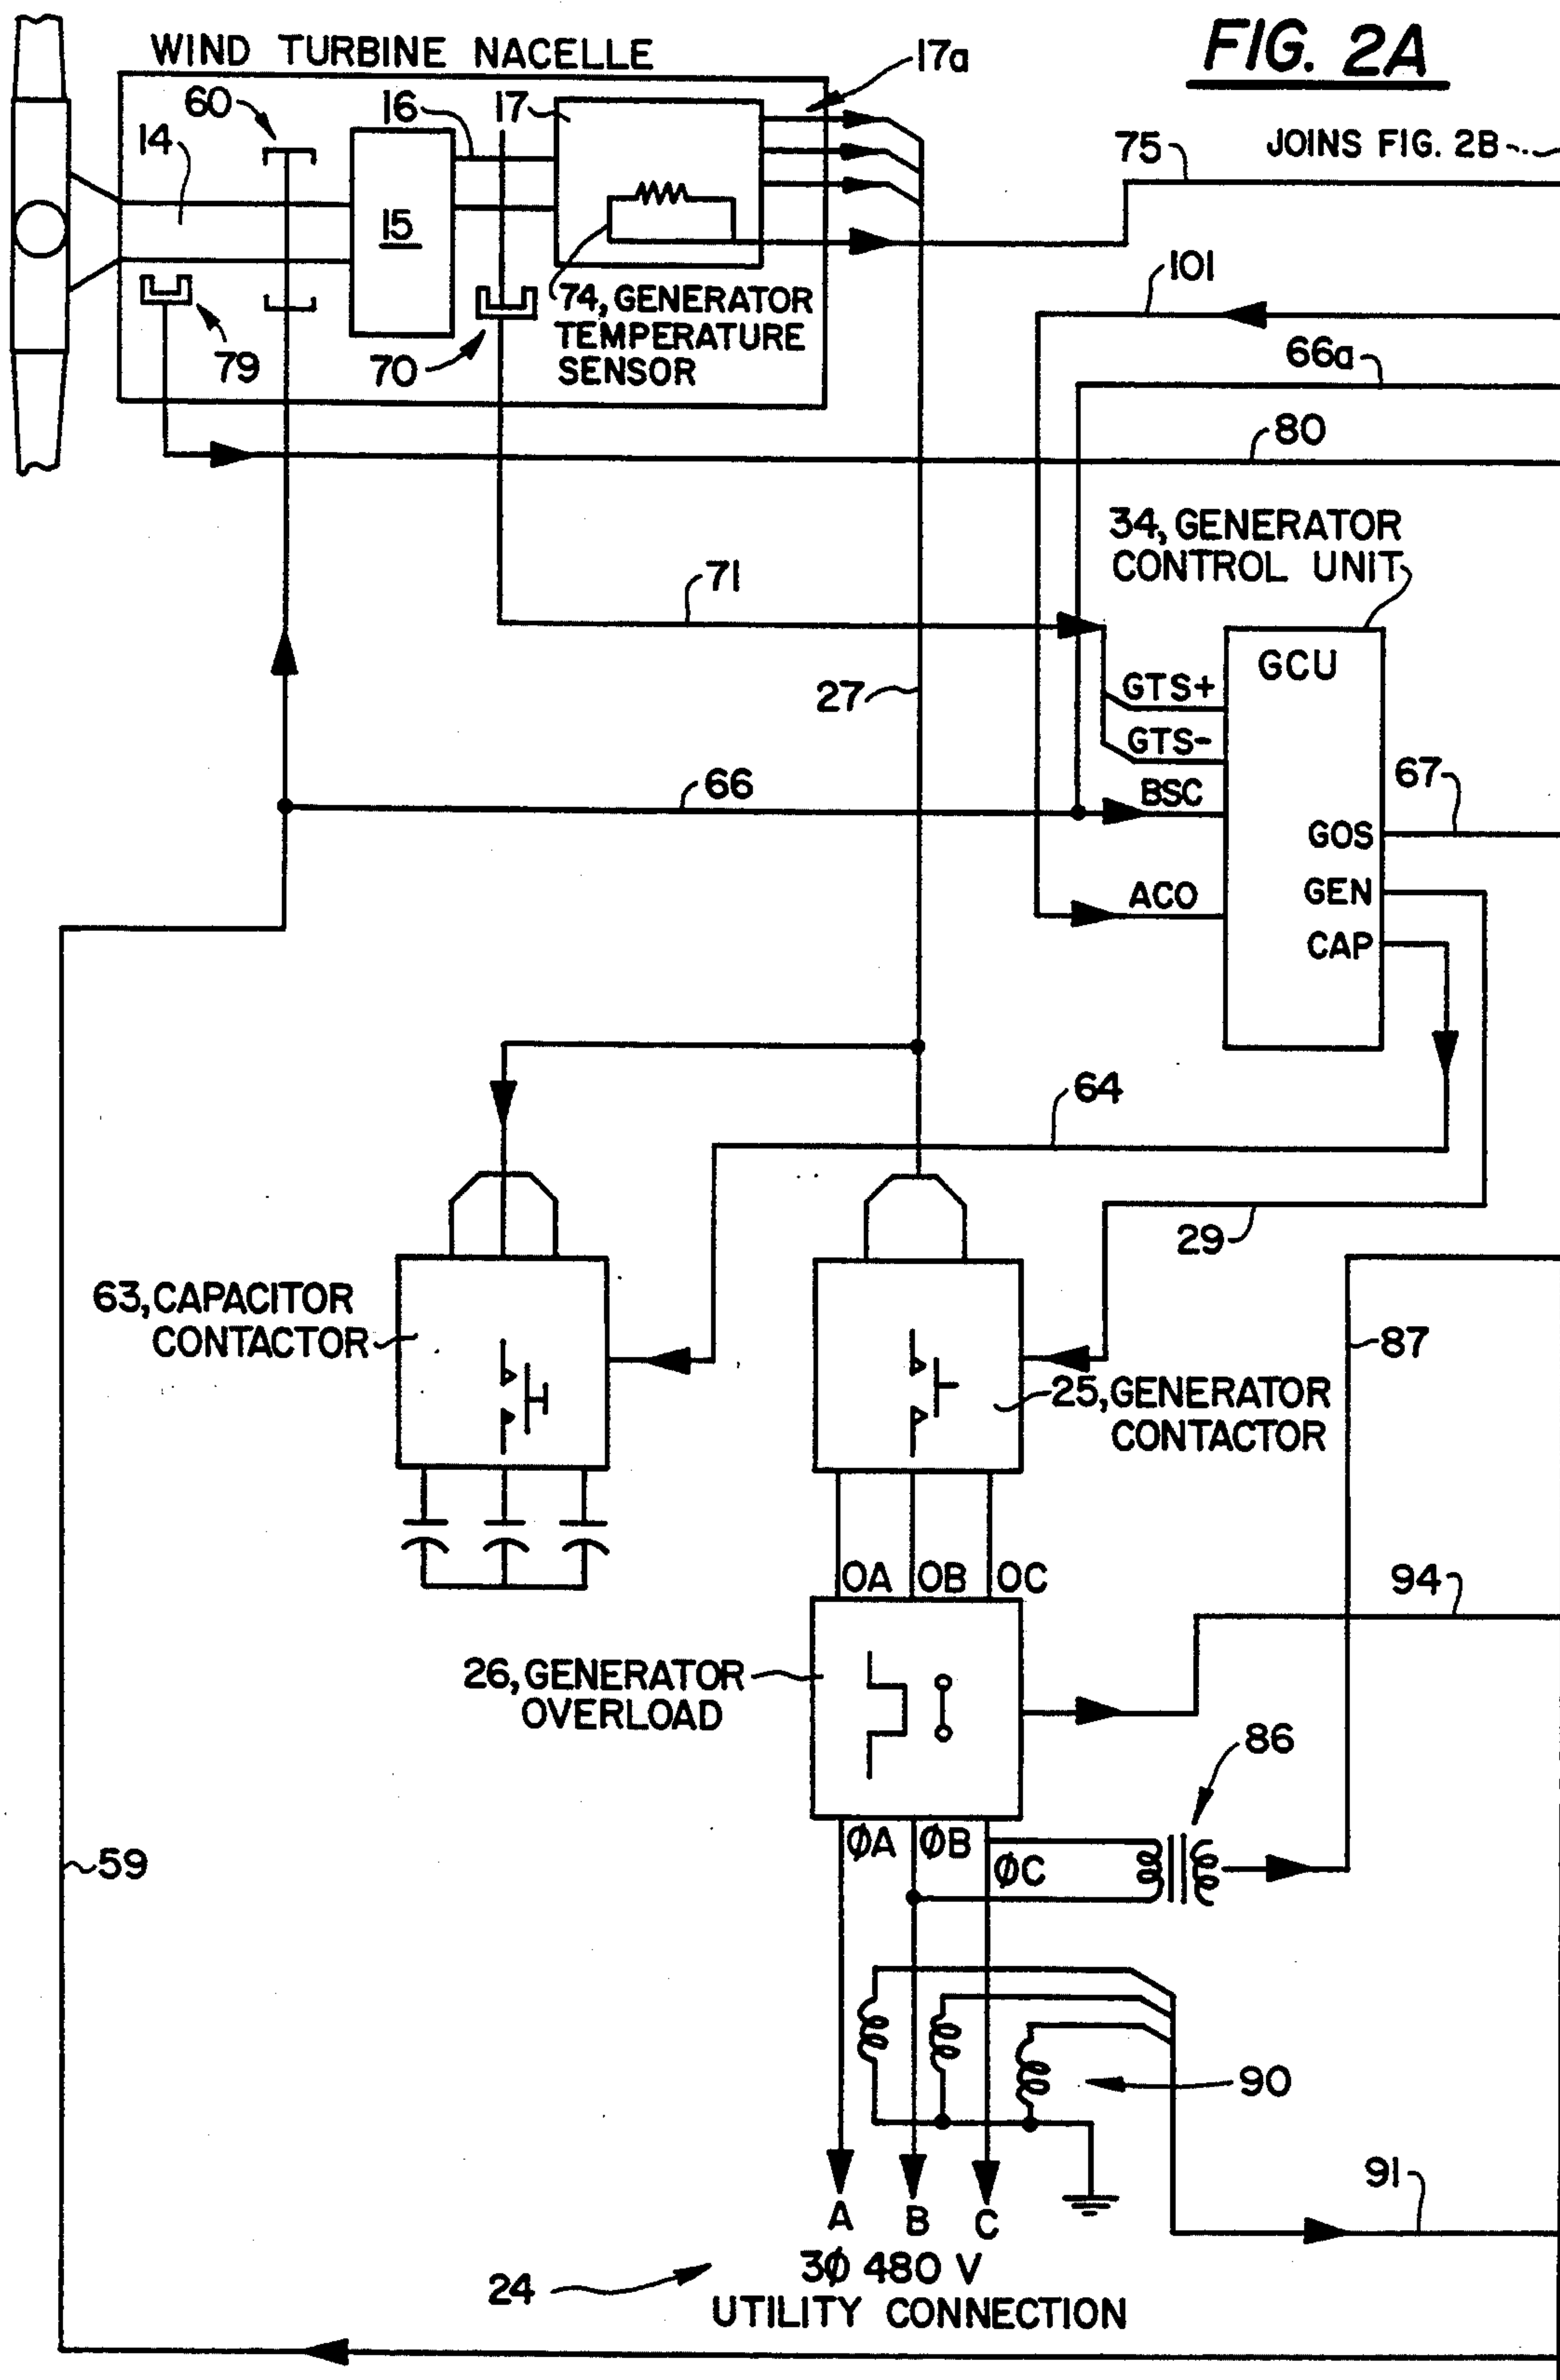 FIG. 2A
WIND TURBINE NACELLE
17a
JOINS FIG. 2B
60
16
17
14
75
15
74, GENERATOR
TEMPERATURE
SENSOR
79
70
101
66a
80
34, GENERATOR
CONTROL UNIT
71
GCU
GTS+
27
GTS-
66
BSC
67
GOS
ACO
GEN
CAP
64
29
63, CAPACITOR
CONTACTOR
87
25, GENERATOR
CONTACTOR
OA OB OC
94
26, GENERATOR
OVERLOAD
86
ØA ØB
ØC
59
90
91
A B C
3Ø 480 V
24
UTILITY CONNECTION